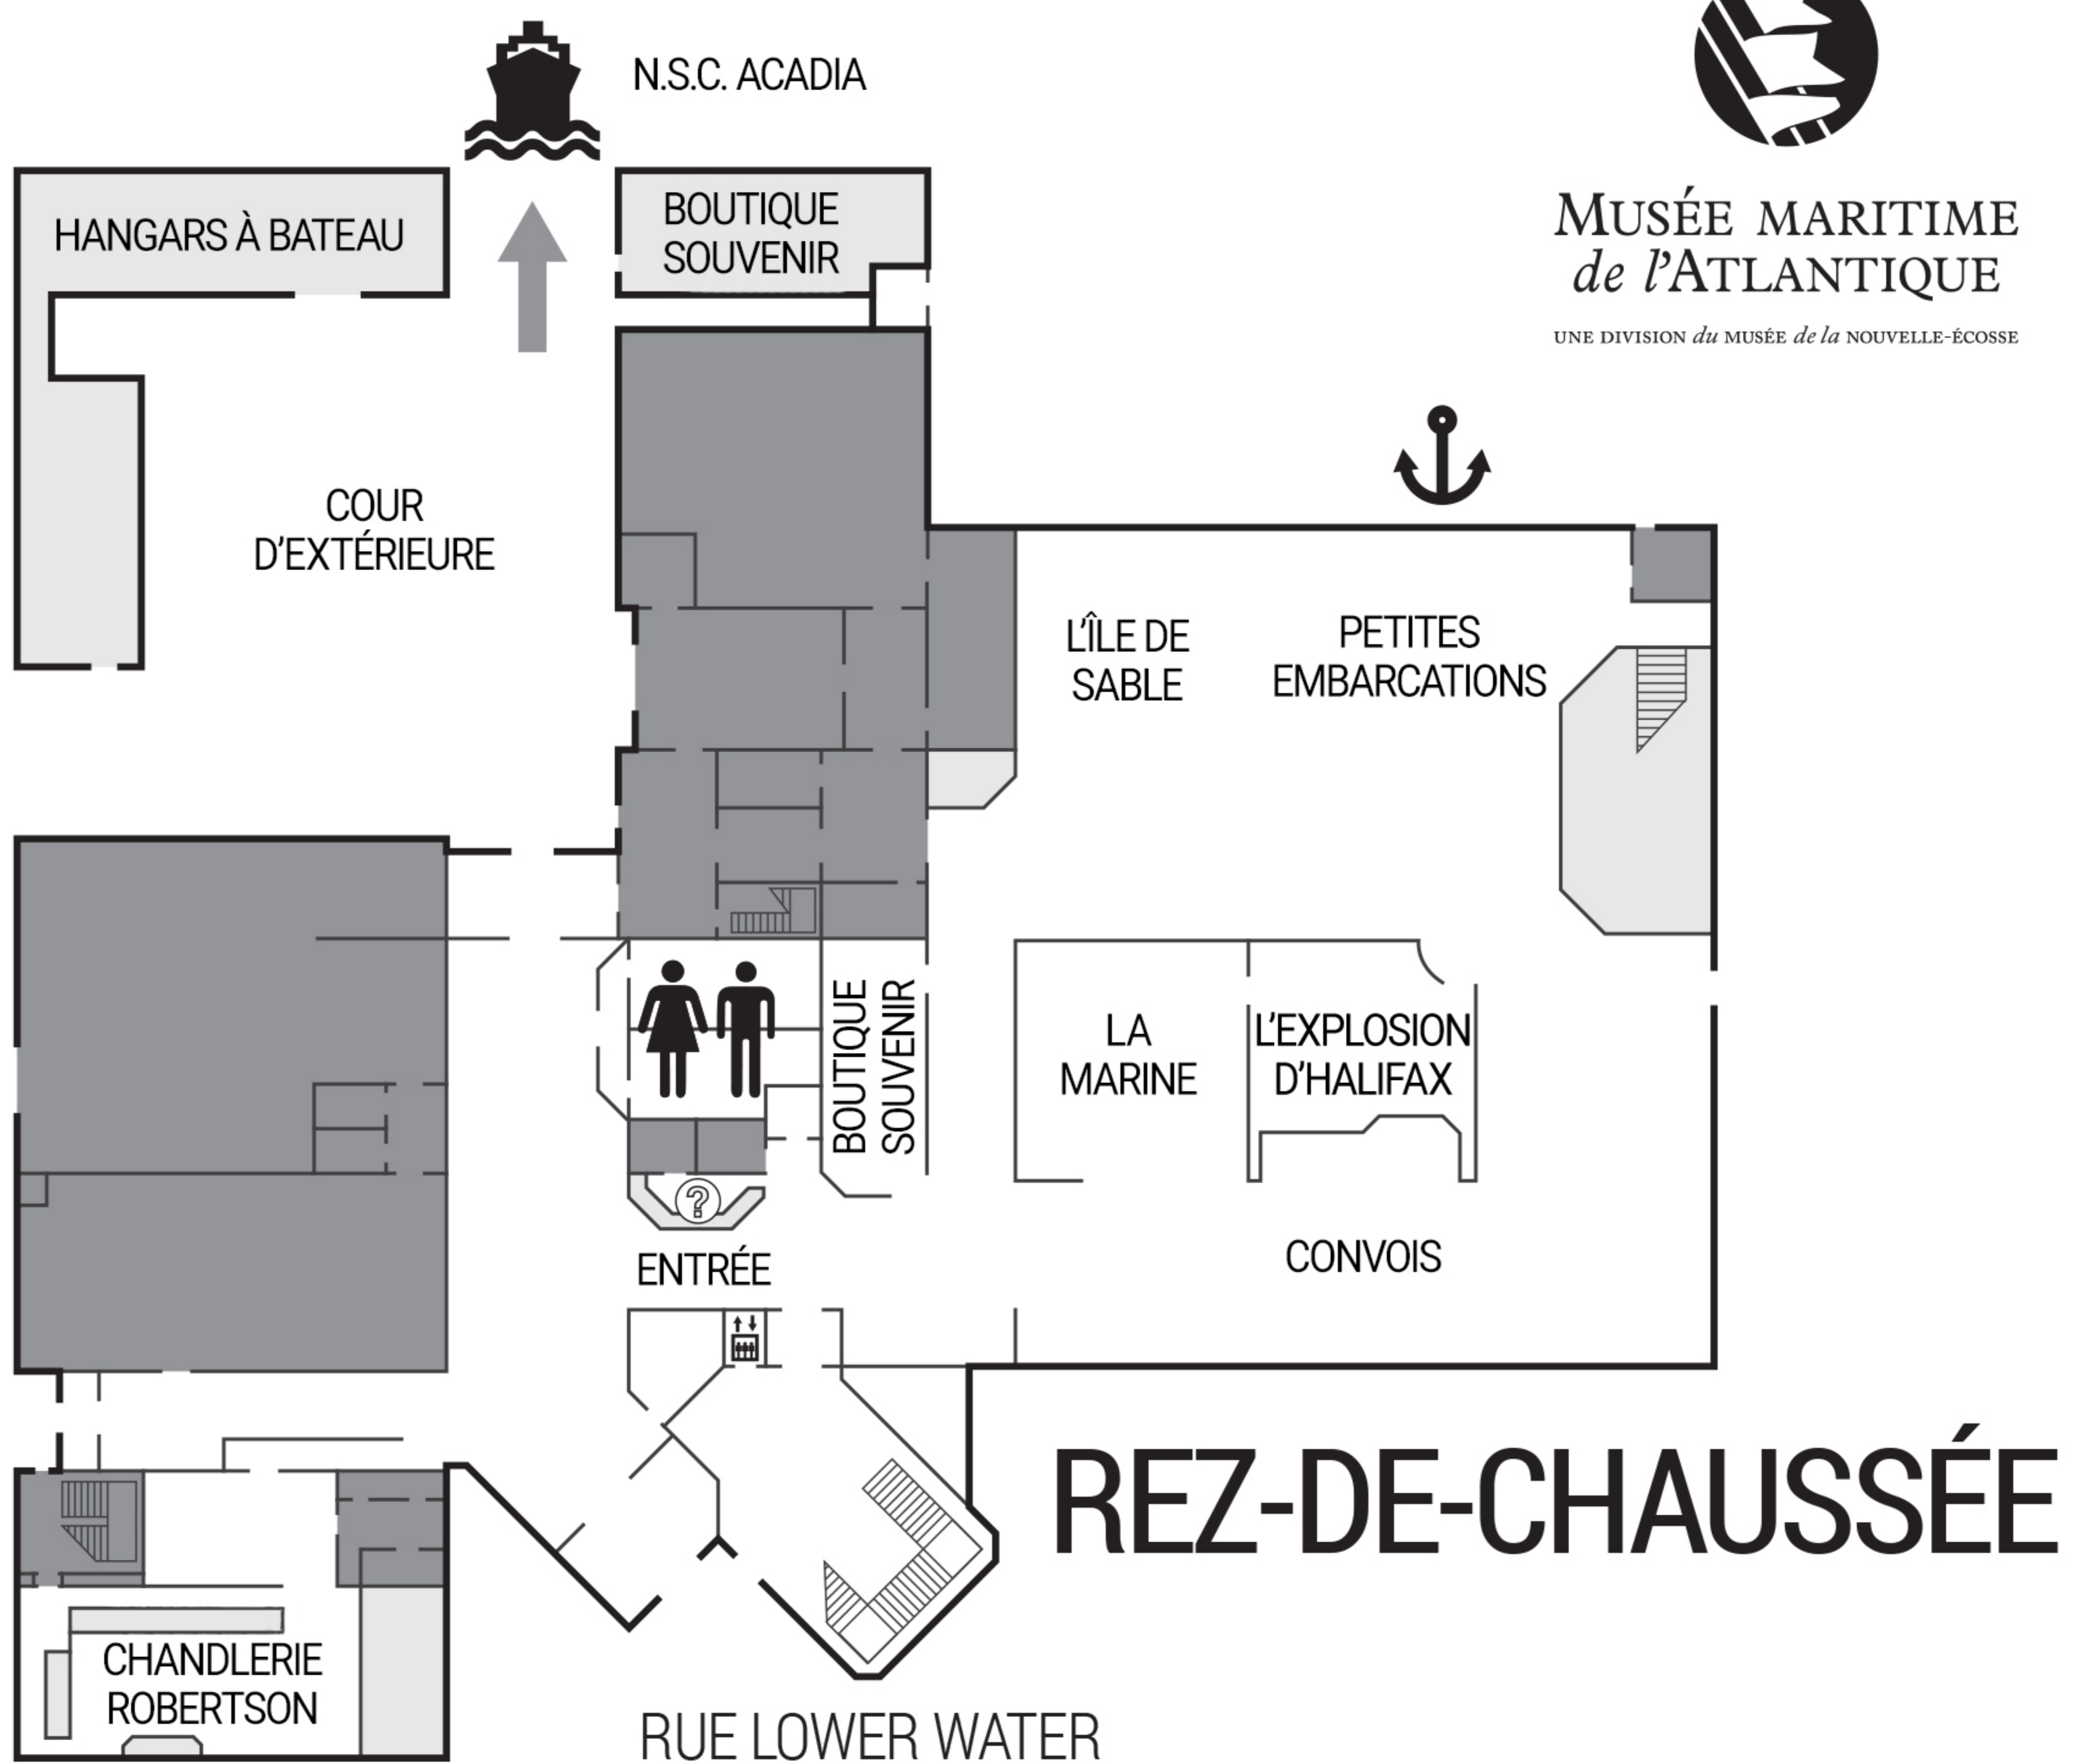 N.S.C. ACADIA
MUSÉE MARITIME
de l'ATLANTIQUE
UNE DIVISION du MUSÉE de la NOUVELLE-ÉCOSSE
HANGARS À BATEAU
BOUTIQUE
SOUVENIR
COUR
D'EXTÉRIEURE
L'ÎLE DE
SABLE
PETITES
EMBARCATIONS
BOUTIQUE
SOUVENIR
LA
MARINE
L'EXPLOSION
D'HALIFAX
?
ENTRÉE
CONVOIS
REZ-DE-CHAUSSÉE
CHANDLERIE
ROBERTSON
RUE LOWER WATER